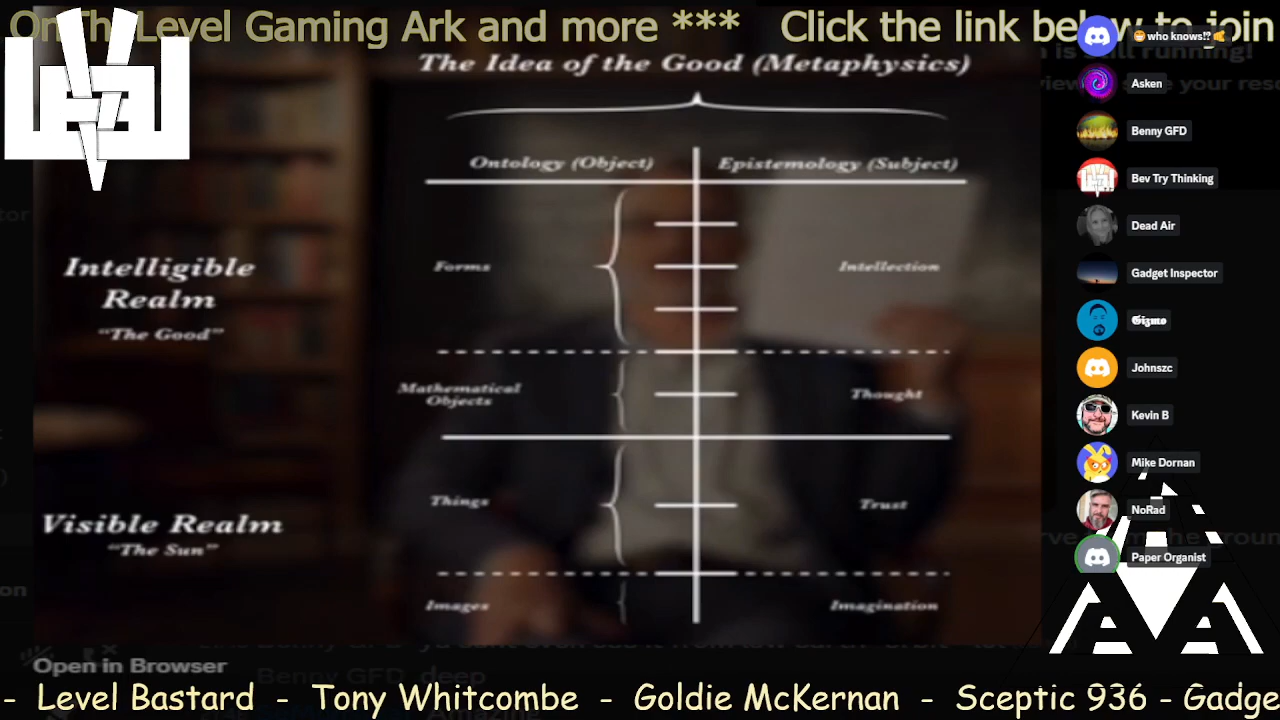 On The Level Gaming Ark and more *** Click the link below to join
The Idea of the Good (Metaphysics)
Ontology (Object)
Epistemology (Subject)
Intelligible
Realm
"The Good"
Forms
Intellection
Mathematical
Objects
Thought
Visible Realm
"The Sun"
Things
Trust
Images
Imagination
who knows!?
Asken
Benny GFD
Bev Try Thinking
Dead Air
Gadget Inspector
Gizmo
Johnszc
Kevin B
Mike Dornan
NoRad
Paper Organist
Open in Browser
Benny GFD deep
- Level Bastard - Tony Whitcombe - Goldie McKernan - Sceptic 936 - Gadge